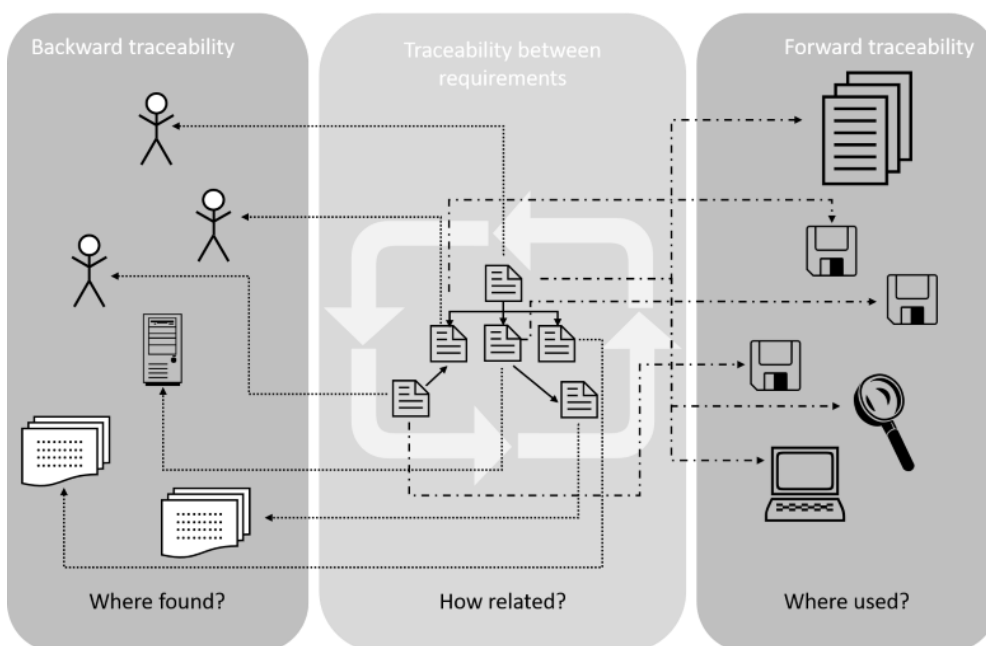 Backward traceability
Traceability between
requirements
Forward traceability
Where found?
How related?
Where used?